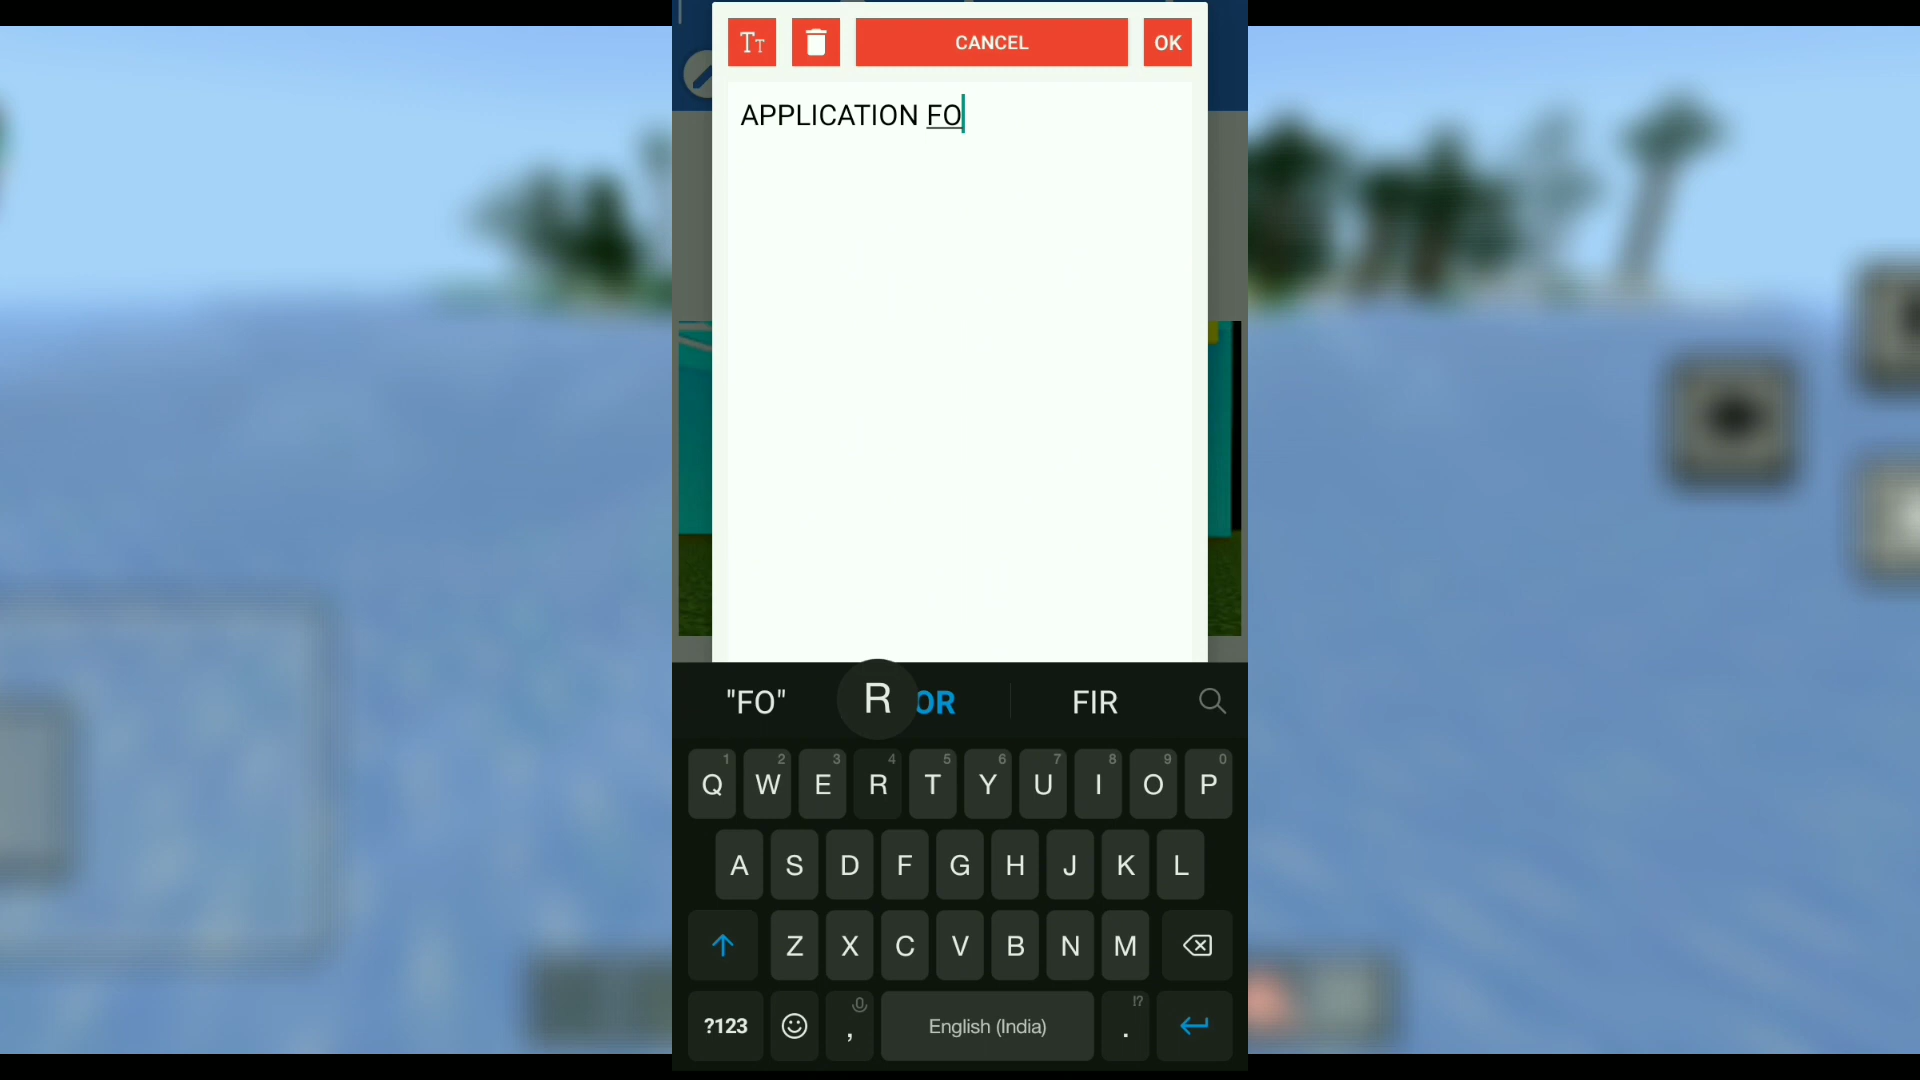 TT CANCEL OK
APPLICATION FO
"FO" R OR FIR
1 2 3 4 5 6 7 8 9 0
Q W E R T Y U I O P
A S D F G H J K L
Z X C V B N M
!?
?123 , English (India) .